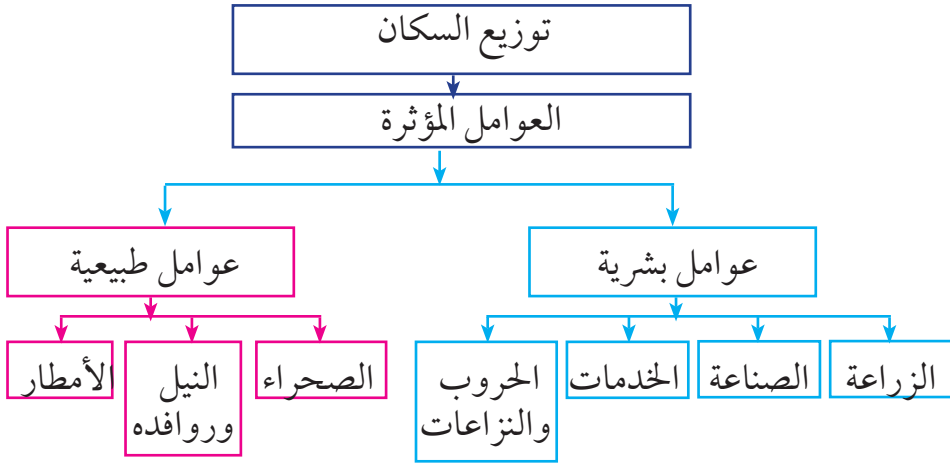 توزيع السكان
العوامل المؤثرة
عوامل بشرية
عوامل طبيعية
الزراعة
الصناعة
الخدمات
الحروب
والنزاعات
الصحراء
النيل
وروافده
الأمطار